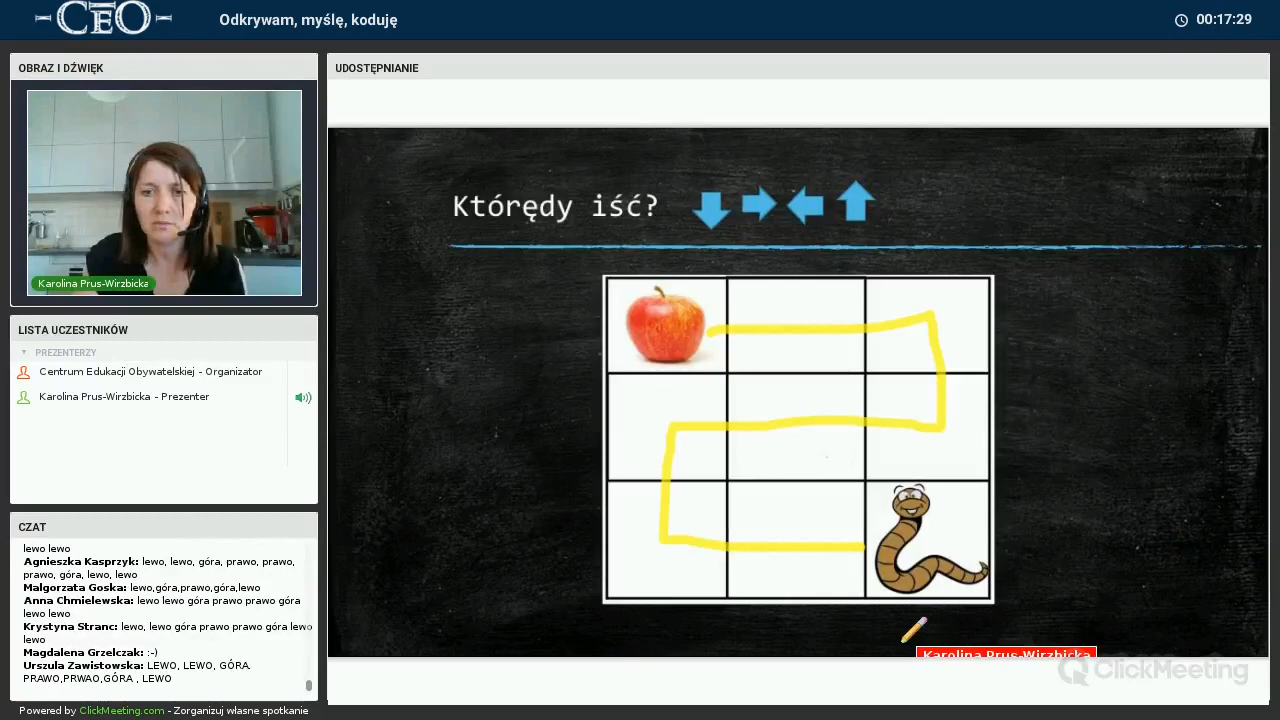 CEO
Odkrywam, myślę, koduję
00:17:29
OBRAZ I DŹWIĘK
Karolina Prus-Wirzbicka
LISTA UCZESTNIKÓW
PREZENTERZY
Centrum Edukacji Obywatelskiej - Organizator
Karolina Prus-Wirzbicka - Prezenter
CZAT
lewo lewo
Agnieszka Kasprzyk: lewo, lewo, góra, prawo, prawo,
prawo, góra, lewo, lewo
Malgorzata Goska: lewo,góra,prawo,góra,lewo
Anna Chmielewska: lewo lewo góra prawo prawo góra
lewo lewo
Krystyna Stranc: lewo, lewo góra prawo prawo góra lewo
lewo
Magdalena Grzelczak: :-)
Urszula Zawistowska: LEWO, LEWO, GÓRA.
PRAWO,PRWAO,GÓRA , LEWO
Powered by ClickMeeting.com - Zorganizuj własne spotkanie
UDOSTĘPNIANIE
Którędy iść?
Karolina Prus-Wirzbicka
ClickMeeting